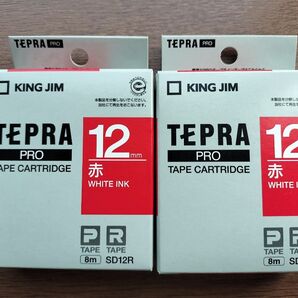 TEPRA PRO
KING JIM
TEPRA
PRO
TAPE CARTRIDGE
12mm
赤
WHITE INK
P TAPE
R TAPE
8m
SD12R
TEPRA PRO
KING JIM
TEPRA
PRO
TAPE CARTRIDGE
12
赤
WHITE
P TAPE
R
8m